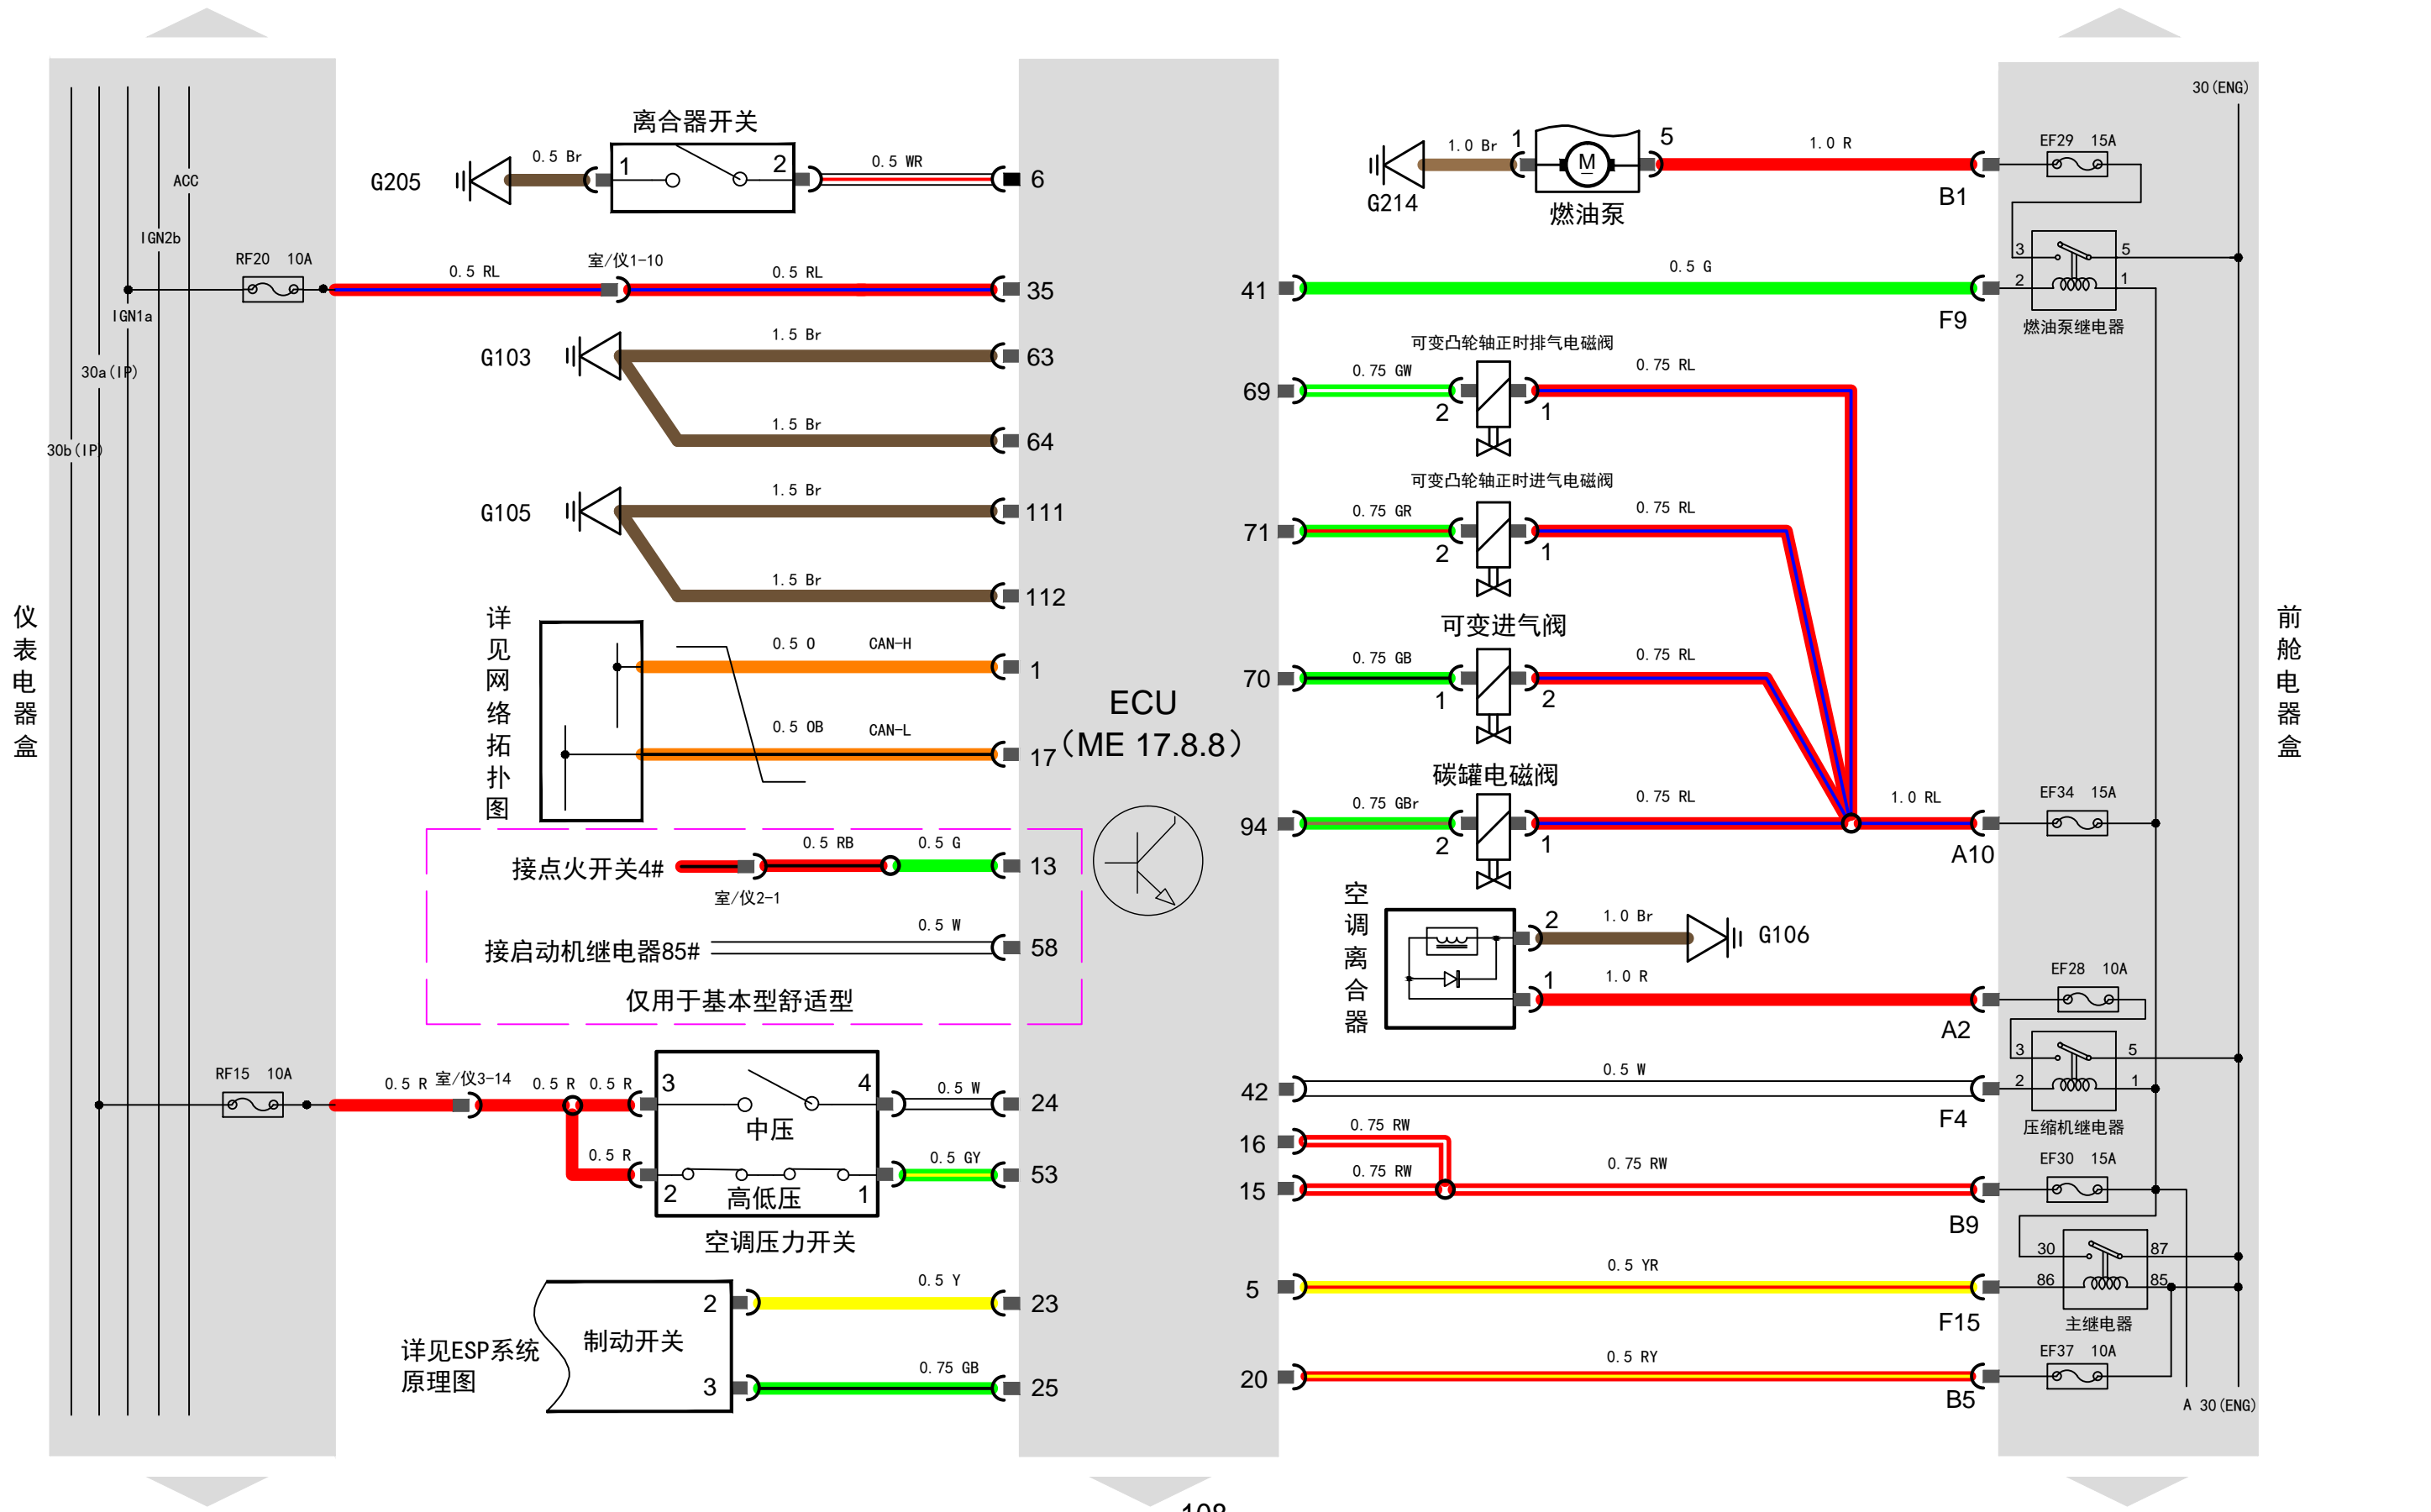 30(ENG)
离合器开关
0.5 Br
1
2
0.5 WR
G205
6
ACC
1.0 Br
1
M
5
1.0 R
EF29 15A
G214
燃油泵
B1
IGN2b
RF20 10A
0.5 RL
室/仪1-10
0.5 RL
35
IGN1a
41
0.5 G
F9
3
5
2
1
燃油泵继电器
G103
1.5 Br
63
30a(IP)
1.5 Br
64
30b(IP)
可变凸轮轴正时排气电磁阀
69
0.75 GW
2
1
0.75 RL
G105
1.5 Br
111
1.5 Br
112
可变凸轮轴正时进气电磁阀
71
0.75 GR
2
1
0.75 RL
仪表电器盒
详见网络拓扑图
0.5 O
CAN-H
1
0.5 OB
CAN-L
17
ECU
(ME 17.8.8)
可变进气阀
70
0.75 GB
1
2
0.75 RL
前舱电器盒
碳罐电磁阀
94
0.75 GBr
2
1
0.75 RL
1.0 RL
A10
EF34 15A
接点火开关4#
室/仪2-1
0.5 RB
0.5 G
13
接启动机继电器85#
0.5 W
58
仅用于基本型舒适型
空调离合器
2
1.0 Br
G106
1
1.0 R
A2
EF28 10A
RF15 10A
0.5 R
室/仪3-14
0.5 R
0.5 R
3
4
中压
0.5 W
24
0.5 R
2
高低压
1
0.5 GY
53
空调压力开关
42
0.5 W
F4
3
5
2
1
压缩机继电器
16
0.75 RW
15
0.75 RW
0.75 RW
B9
EF30 15A
详见ESP系统
原理图
制动开关
2
0.5 Y
23
3
0.75 GB
25
5
0.5 YR
F15
30
87
86
85
主继电器
20
0.5 RY
B5
EF37 10A
A 30(ENG)
108